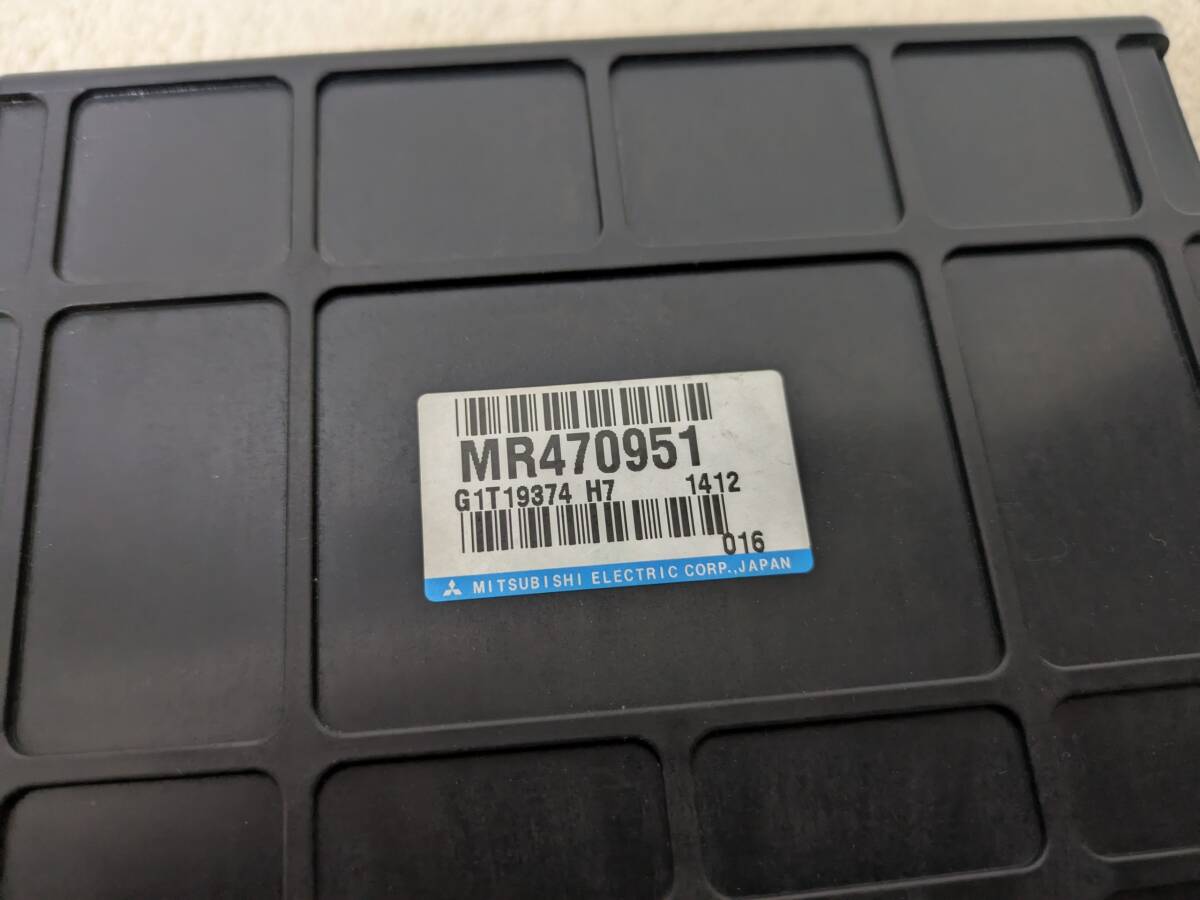 MR470951
G1T19374 H7 1412
016
MITSUBISHI ELECTRIC CORP.,JAPAN